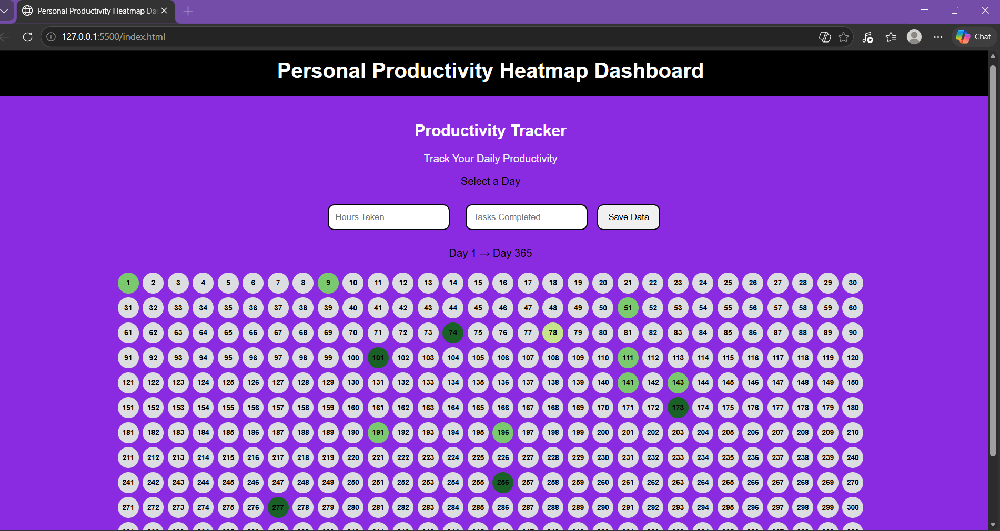 Personal Productivity Heatmap Da
127.0.0.1:5500/index.html
Chat
Personal Productivity Heatmap Dashboard
Productivity Tracker
Track Your Daily Productivity
Select a Day
Hours Taken Tasks Completed Save Data
Day 1 → Day 365
1 2 3 4 5 6 7 8 9 10 11 12 13 14 15 16 17 18 19 20 21 22 23 24 25 26 27 28 29 30
31 32 33 34 35 36 37 38 39 40 41 42 43 44 45 46 47 48 49 50 51 52 53 54 55 56 57 58 59 60
61 62 63 64 65 66 67 68 69 70 71 72 73 74 75 76 77 78 79 80 81 82 83 84 85 86 87 88 89 90
91 92 93 94 95 96 97 98 99 100 101 102 103 104 105 106 107 108 109 110 111 112 113 114 115 116 117 118 119 120
121 122 123 124 125 126 127 128 129 130 131 132 133 134 135 136 137 138 139 140 141 142 143 144 145 146 147 148 149 150
151 152 153 154 155 156 157 158 159 160 161 162 163 164 165 166 167 168 169 170 171 172 173 174 175 176 177 178 179 180
181 182 183 184 185 186 187 188 189 190 191 192 193 194 195 196 197 198 199 200 201 202 203 204 205 206 207 208 209 210
211 212 213 214 215 216 217 218 219 220 221 222 223 224 225 226 227 228 229 230 231 232 233 234 235 236 237 238 239 240
241 242 243 244 245 246 247 248 249 250 251 252 253 254 255 256 257 258 259 260 261 262 263 264 265 266 267 268 269 270
271 272 273 274 275 276 277 278 279 280 281 282 283 284 285 286 287 288 289 290 291 292 293 294 295 296 297 298 299 300